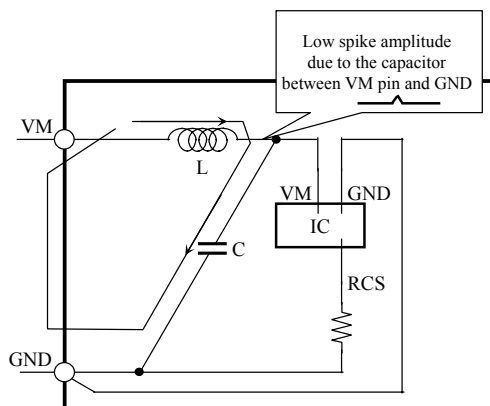 Low spike amplitude
due to the capacitor
between VM pin and GND
VM
L
VM
GND
IC
C
RCS
GND